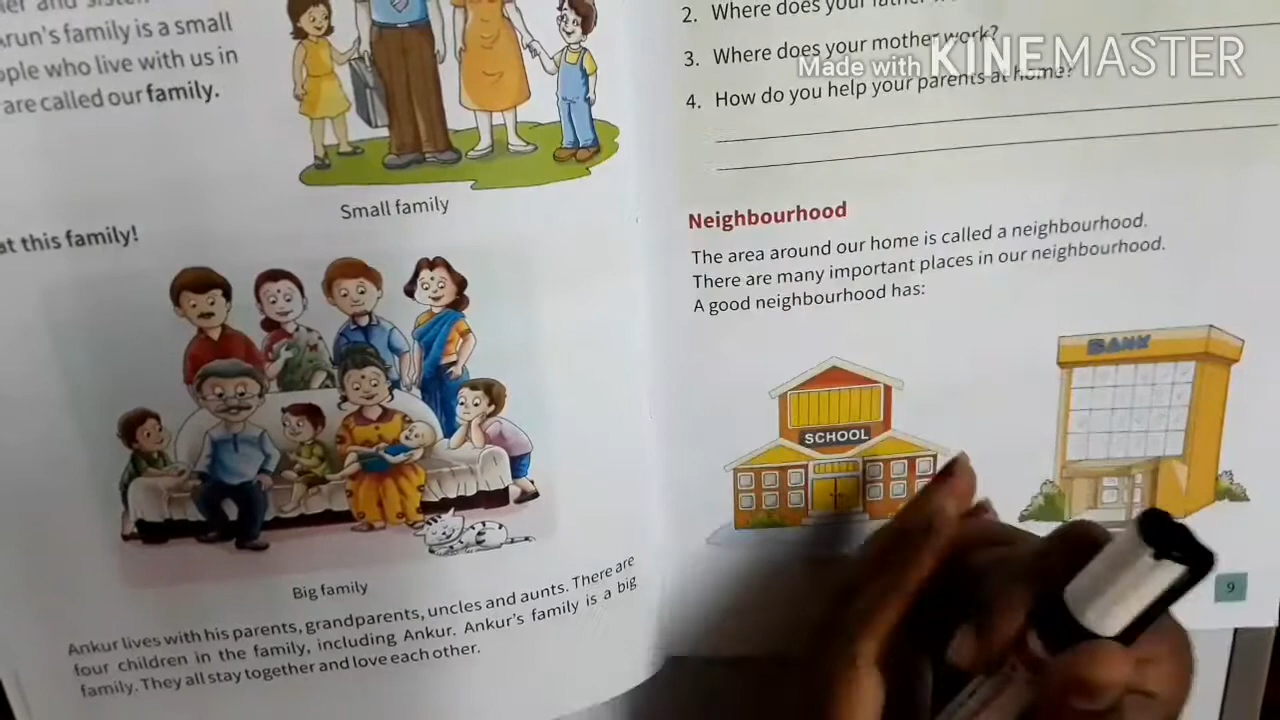 Arun's family is a small
who live with us in
are called our family.
Small family
at this family!
Big family
Ankur lives with his parents, grandparents, uncles and aunts. There are
four children in the family, including Ankur. Ankur's family is a big
family. They all stay together and love each other.
2. Where does your
3. Where does your mother work?
4. How do you help your parents at home?
Made with KINEMASTER
Neighbourhood
The area around our home is called a neighbourhood.
There are many important places in our neighbourhood.
A good neighbourhood has:
SCHOOL
BANK
9